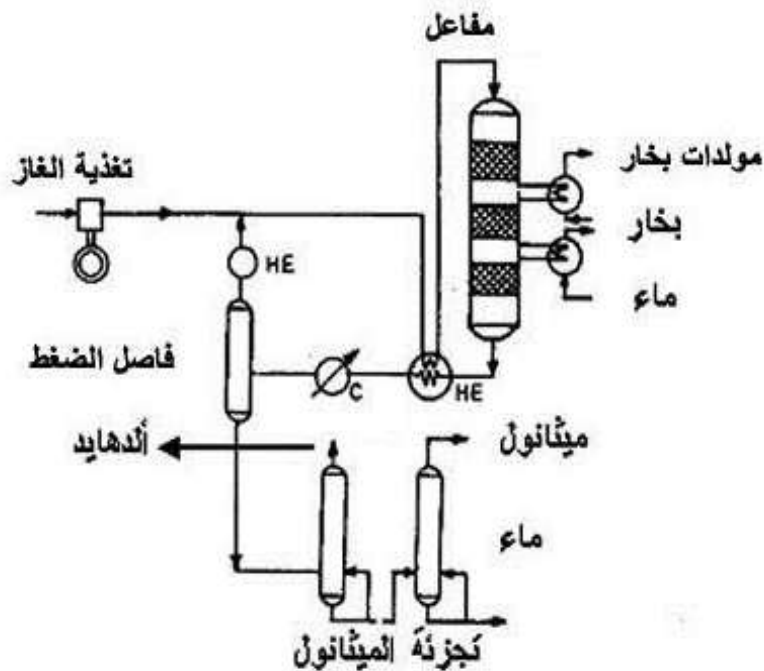 مفاعل
مولدات بخار
تغذية الغاز
بخار
HE
ماء
فاصل الضغط
C
HE
ألدهايد
ميثانول
ماء
تجزئة الميثانول